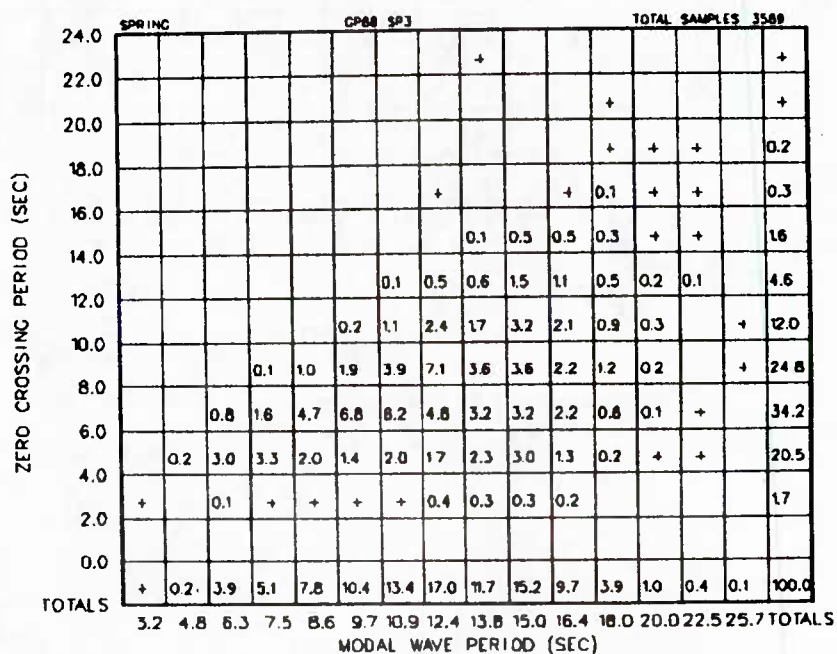 SPRING GP88 SP3 TOTAL SAMPLES 3589
24.0
+ +
22.0
+ +
20.0
+ + + 0.2
18.0
+ + 0.1 + + 0.3
16.0
0.1 0.5 0.5 0.3 + + 1.6
14.0
0.1 0.5 0.6 1.5 1.1 0.5 0.2 0.1 4.6
12.0
0.2 1.1 2.4 1.7 3.2 2.1 0.9 0.3 + 12.0
10.0
0.1 1.0 1.9 3.9 7.1 3.6 3.6 2.2 1.2 0.2 + 24.8
8.0
0.8 1.6 4.7 6.8 6.2 4.8 3.2 3.2 2.2 0.6 0.1 + 34.2
6.0
0.2 3.0 3.3 2.0 1.4 2.0 1.7 2.3 3.0 1.3 0.2 + + 20.5
4.0
+ 0.1 + + + + 0.4 0.3 0.3 0.2 1.7
2.0
0.0
+ 0.2 3.9 5.1 7.8 10.4 13.4 17.0 11.7 15.2 9.7 3.9 1.0 0.4 0.1 100.0
TOTALS
3.2 4.8 6.3 7.5 8.6 9.7 10.9 12.4 13.8 15.0 16.4 18.0 20.0 22.5 25.7 TOTALS
MODAL WAVE PERIOD (SEC)
ZERO CROSSING PERIOD (SEC)